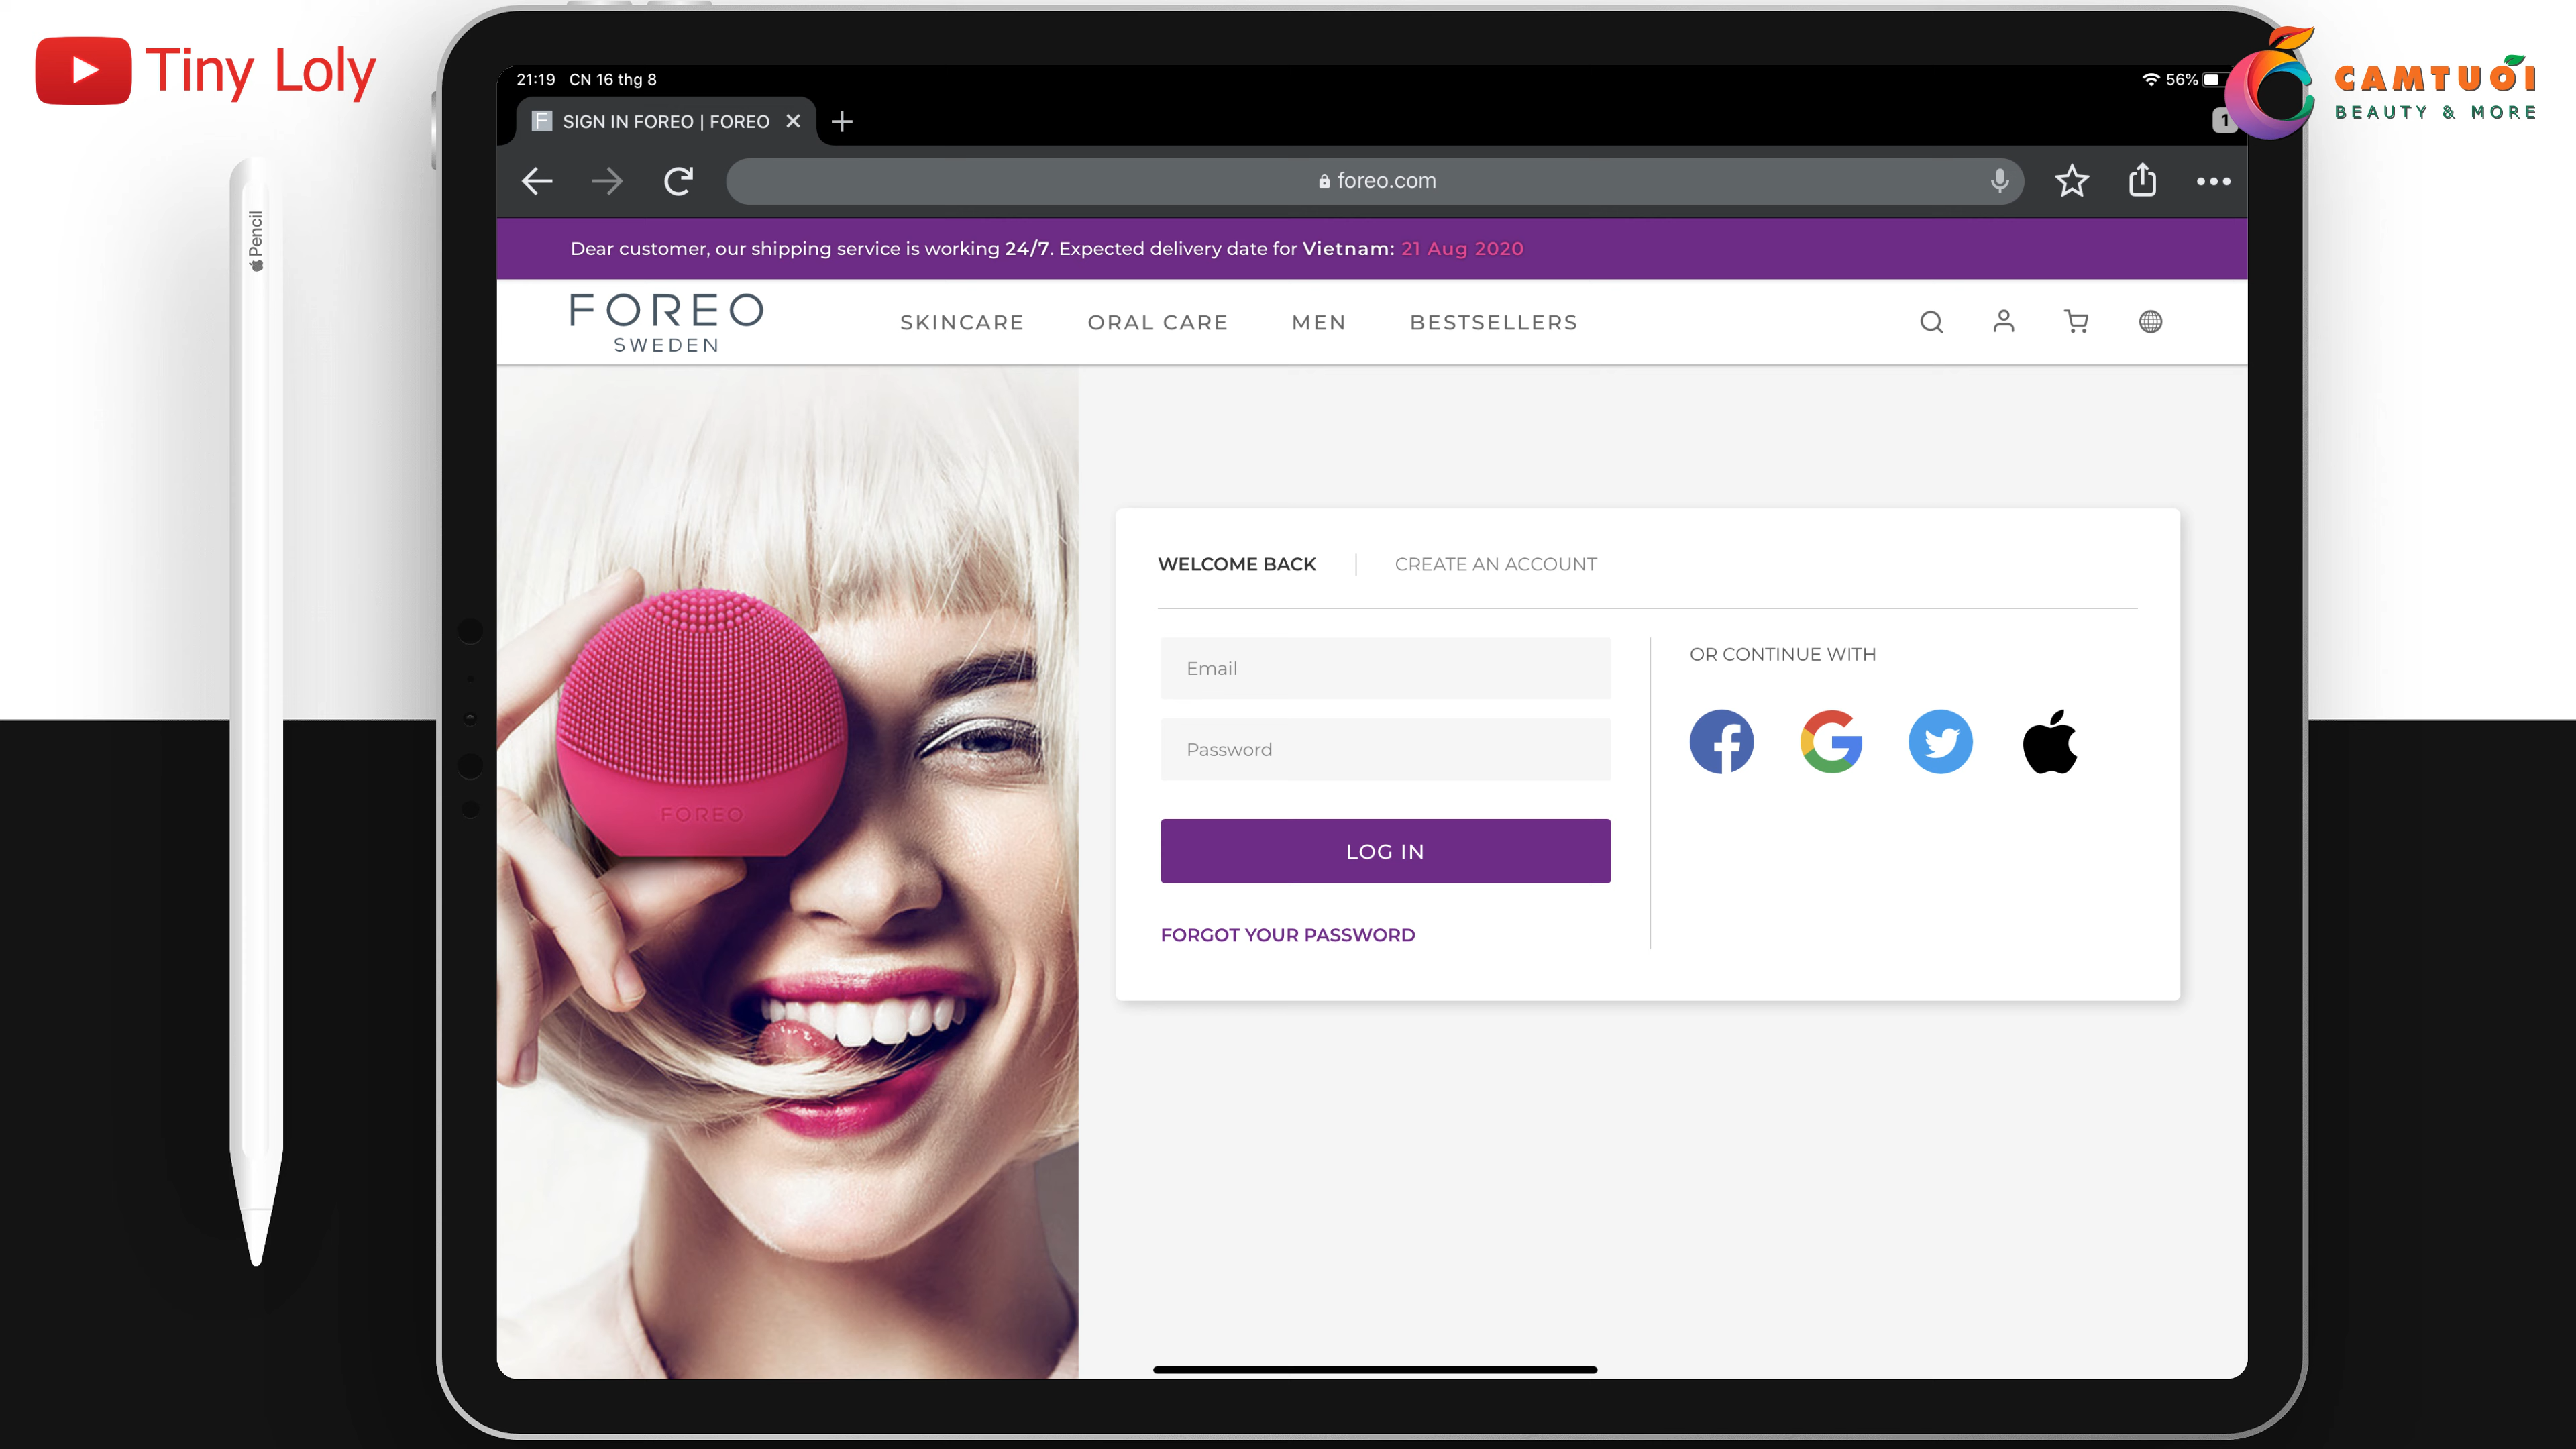 Tiny Loly
CAMTUOI
BEAUTY & MORE
Pencil
21:19 CN 16 thg 8
56%
SIGN IN FOREO | FOREO
1
foreo.com
Dear customer, our shipping service is working 24/7. Expected delivery date for Vietnam: 21 Aug 2020
FOREO
SWEDEN
SKINCARE
ORAL CARE
MEN
BESTSELLERS
FOREO
WELCOME BACK
CREATE AN ACCOUNT
Email
Password
LOG IN
FORGOT YOUR PASSWORD
OR CONTINUE WITH